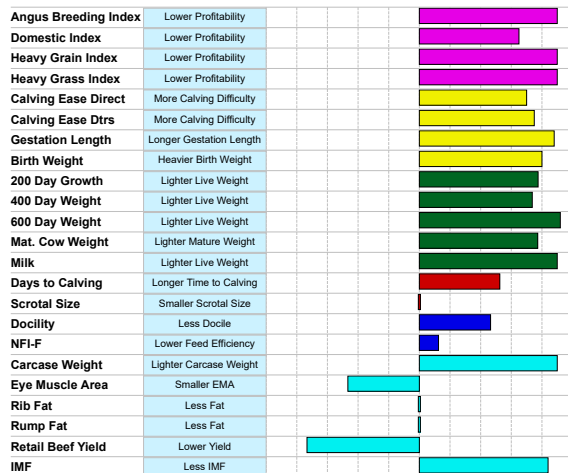 Angus Breeding Index Lower Profitability
Domestic Index Lower Profitability
Heavy Grain Index Lower Profitability
Heavy Grass Index Lower Profitability
Calving Ease Direct More Calving Difficulty
Calving Ease Dtrs More Calving Difficulty
Gestation Length Longer Gestation Length
Birth Weight Heavier Birth Weight
200 Day Growth Lighter Live Weight
400 Day Weight Lighter Live Weight
600 Day Weight Lighter Live Weight
Mat. Cow Weight Lighter Mature Weight
Milk Lighter Live Weight
Days to Calving Longer Time to Calving
Scrotal Size Smaller Scrotal Size
Docility Less Docile
NFI-F Lower Feed Efficiency
Carcase Weight Lighter Carcase Weight
Eye Muscle Area Smaller EMA
Rib Fat Less Fat
Rump Fat Less Fat
Retail Beef Yield Lower Yield
IMF Less IMF